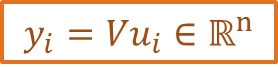 yᵢ = Vuᵢ ∈ ℝⁿ